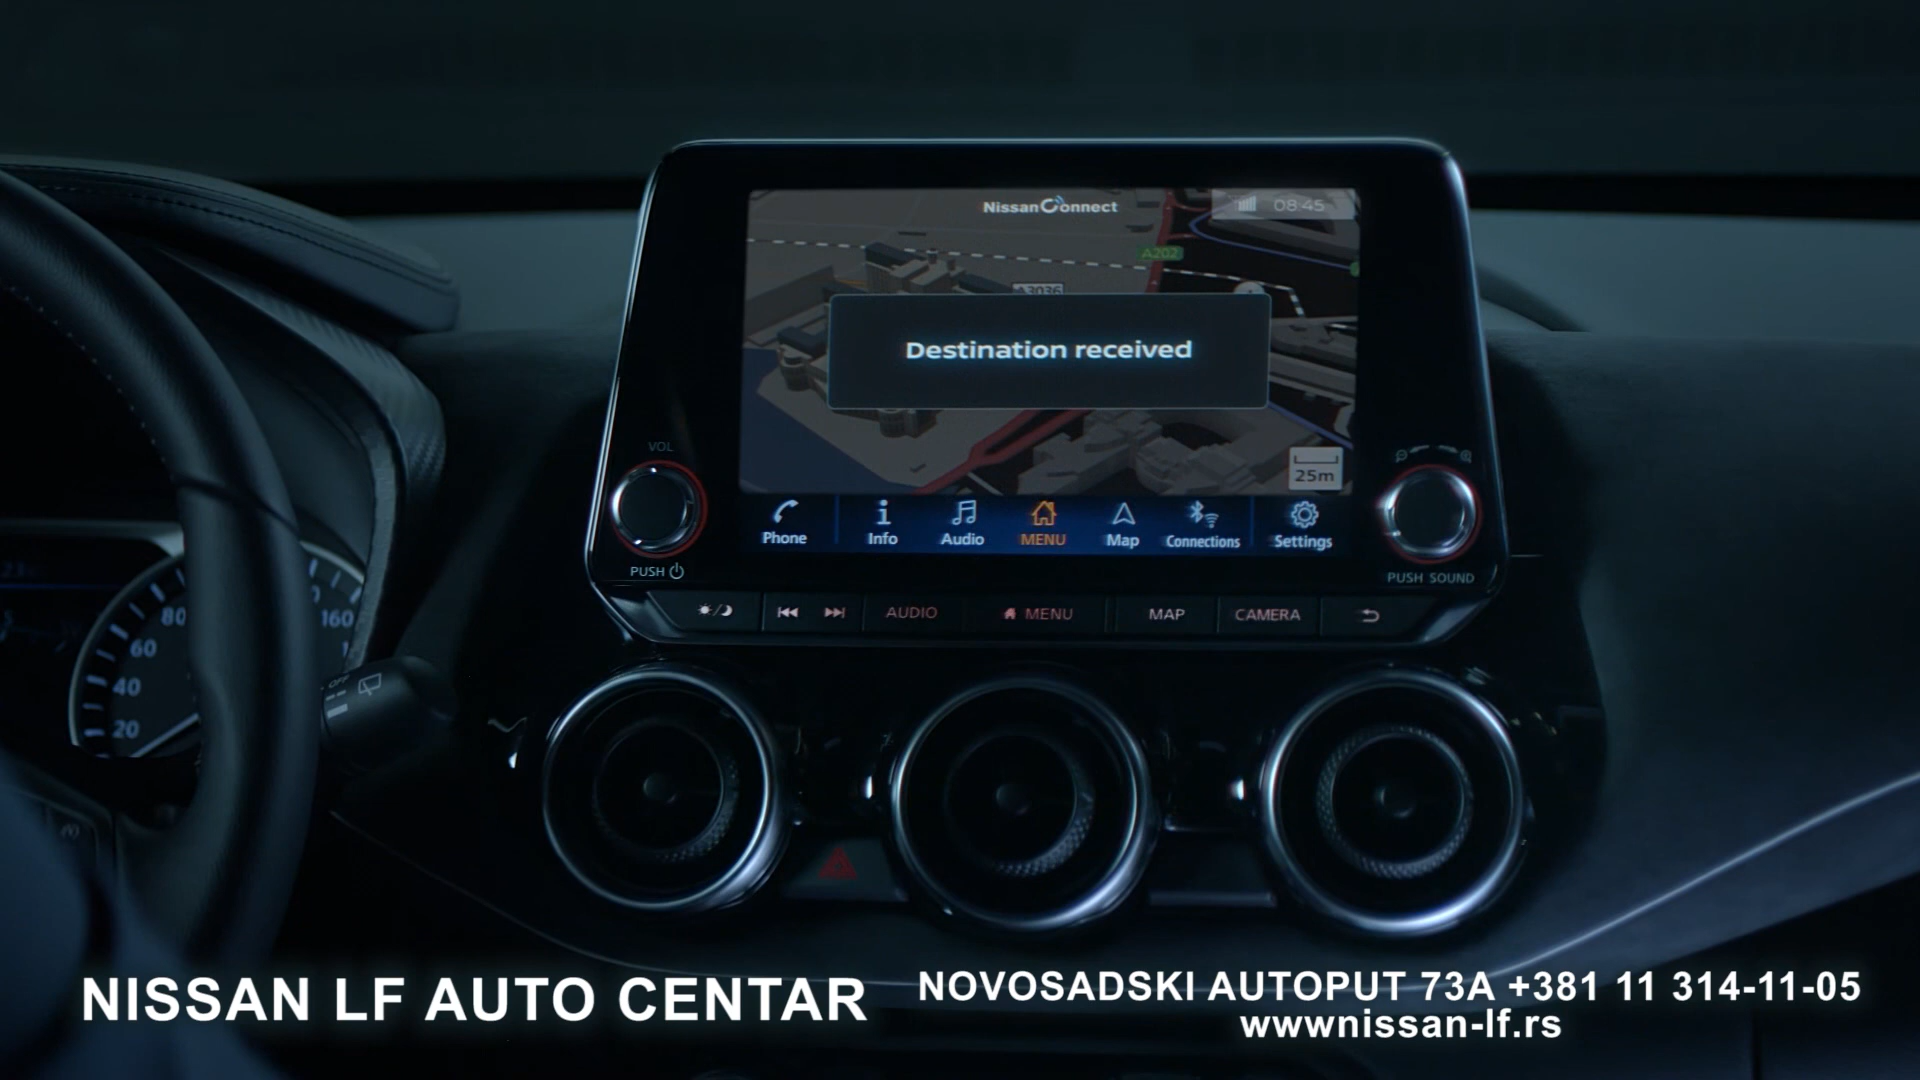 NissanConnect
08:45
A202
A3036
Destination received
25m
VOL
Phone
Info
Audio
MENU
Map
Connections
Settings
PUSH
PUSH SOUND
AUDIO
MENU
MAP
CAMERA
OFF
80
60
40
20
160
NISSAN LF AUTO CENTAR
NOVOSADSKI AUTOPUT 73A +381 11 314-11-05
wwwnissan-lf.rs